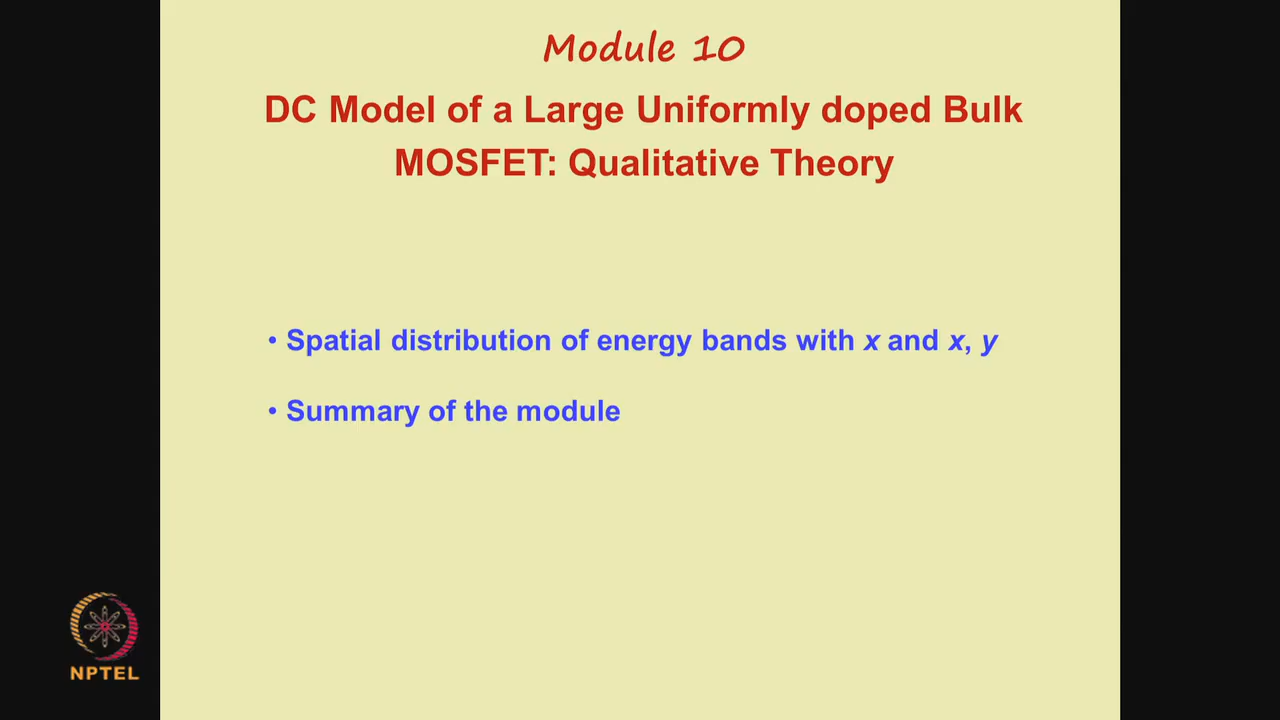 Module 10
DC Model of a Large Uniformly doped Bulk
MOSFET: Qualitative Theory
• Spatial distribution of energy bands with x and x, y
• Summary of the module
NPTEL